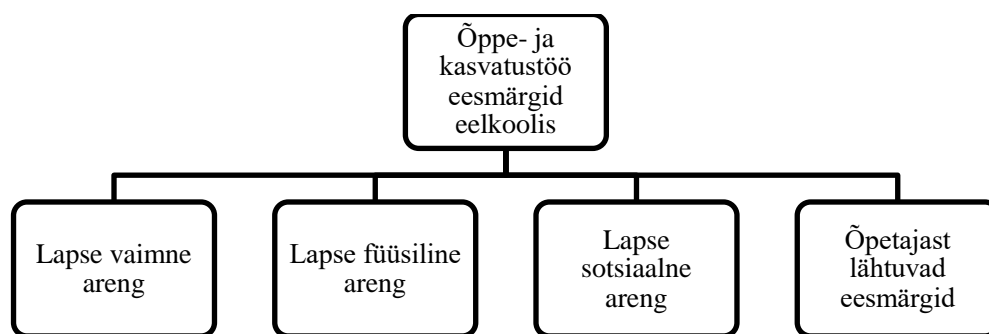 Õppe- ja
kasvatustöö
eesmärgid
eelkoolis
Lapse vaimne
areng
Lapse füüsiline
areng
Lapse
sotsiaalne
areng
Õpetajast
lähtuvad
eesmärgid